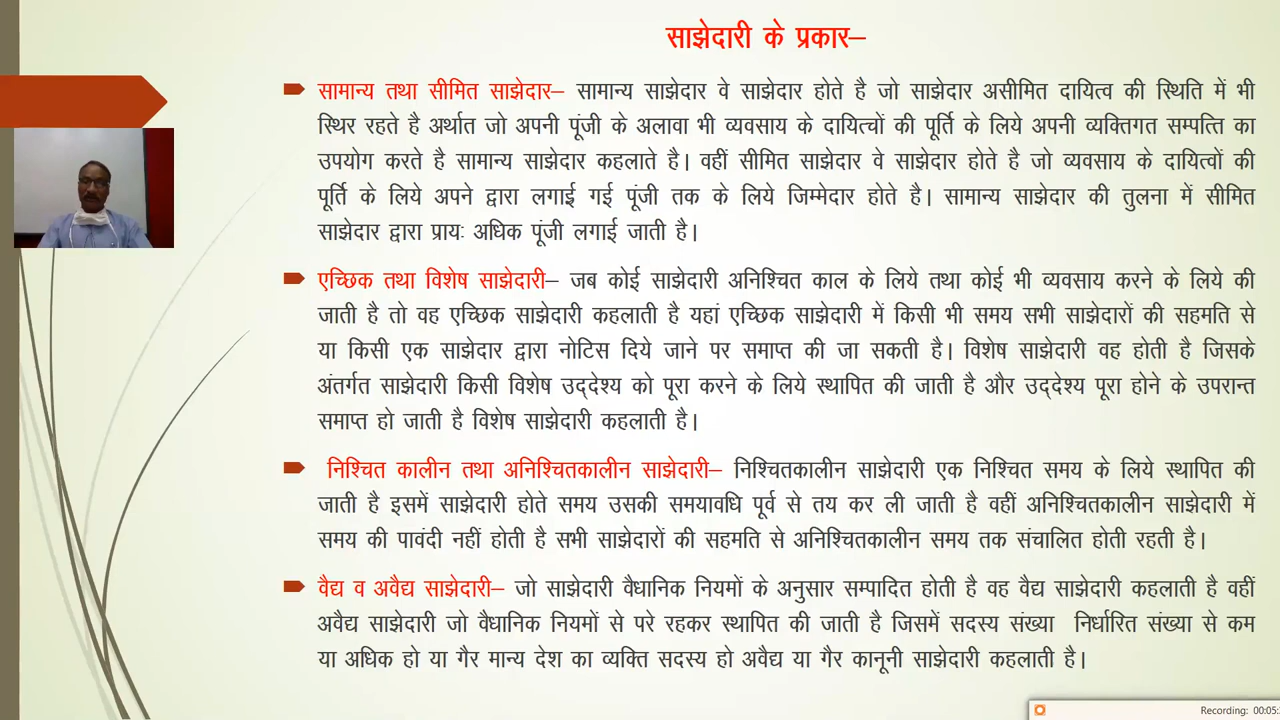 साझेदारी के प्रकार–
सामान्य तथा सीमित साझेदार– सामान्य साझेदार वे साझेदार होते है जो साझेदार असीमित दायित्व की स्थिति में भी
स्थिर रहते है अर्थात जो अपनी पूंजी के अलावा भी व्यवसाय के दायित्वों की पूर्ति के लिये अपनी व्यक्तिगत सम्पत्ति का
उपयोग करते है सामान्य साझेदार कहलाते है। वहीं सीमित साझेदार वे साझेदार होते है जो व्यवसाय के दायित्वों की
पूर्ति के लिये अपने द्वारा लगाई गई पूंजी तक के लिये जिम्मेदार होते है। सामान्य साझेदार की तुलना में सीमित
साझेदार द्वारा प्रायः अधिक पूंजी लगाई जाती है।
एच्छिक तथा विशेष साझेदारी– जब कोई साझेदारी अनिश्चित काल के लिये तथा कोई भी व्यवसाय करने के लिये की
जाती है तो वह एच्छिक साझेदारी कहलाती है यहां एच्छिक साझेदारी में किसी भी समय सभी साझेदारों की सहमति से
या किसी एक साझेदार द्वारा नोटिस दिये जाने पर समाप्त की जा सकती है। विशेष साझेदारी वह होती है जिसके
अंतर्गत साझेदारी किसी विशेष उद्देश्य को पूरा करने के लिये स्थापित की जाती है और उद्देश्य पूरा होने के उपरान्त
समाप्त हो जाती है विशेष साझेदारी कहलाती है।
निश्चित कालीन तथा अनिश्चितकालीन साझेदारी– निश्चितकालीन साझेदारी एक निश्चित समय के लिये स्थापित की
जाती है इसमें साझेदारी होते समय उसकी समयावधि पूर्व से तय कर ली जाती है वहीं अनिश्चितकालीन साझेदारी में
समय की पावंदी नहीं होती है सभी साझेदारों की सहमति से अनिश्चितकालीन समय तक संचालित होती रहती है।
वैद्य व अवैद्य साझेदारी– जो साझेदारी वैधानिक नियमों के अनुसार सम्पादित होती है वह वैद्य साझेदारी कहलाती है वहीं
अवैद्य साझेदारी जो वैधानिक नियमों से परे रहकर स्थापित की जाती है जिसमें सदस्य संख्या निर्धारित संख्या से कम
या अधिक हो या गैर मान्य देश का व्यक्ति सदस्य हो अवैद्य या गैर कानूनी साझेदारी कहलाती है।
Recording: 00:05: